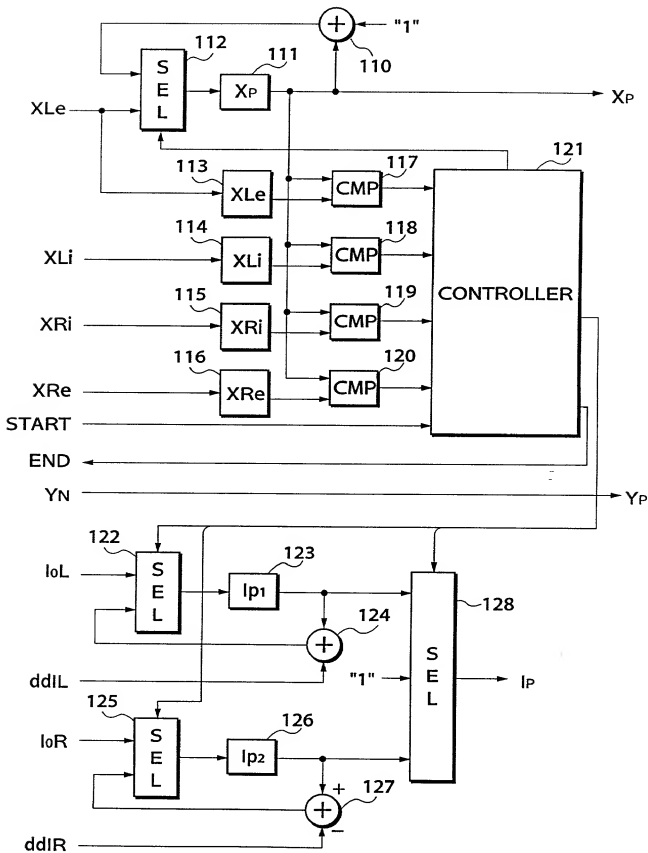 "1"
110
112
SEL
111
XP
XP
XLe
121
113
XLe
117
CMP
114
XLi
XLi
118
CMP
CONTROLLER
115
XRi
XRi
119
CMP
116
XRe
XRe
120
CMP
START
END
YN
YP
122
I0L
SEL
123
Ip1
124
128
SEL
ddIL
"1"
IP
125
I0R
SEL
126
Ip2
+
127
−
ddIR